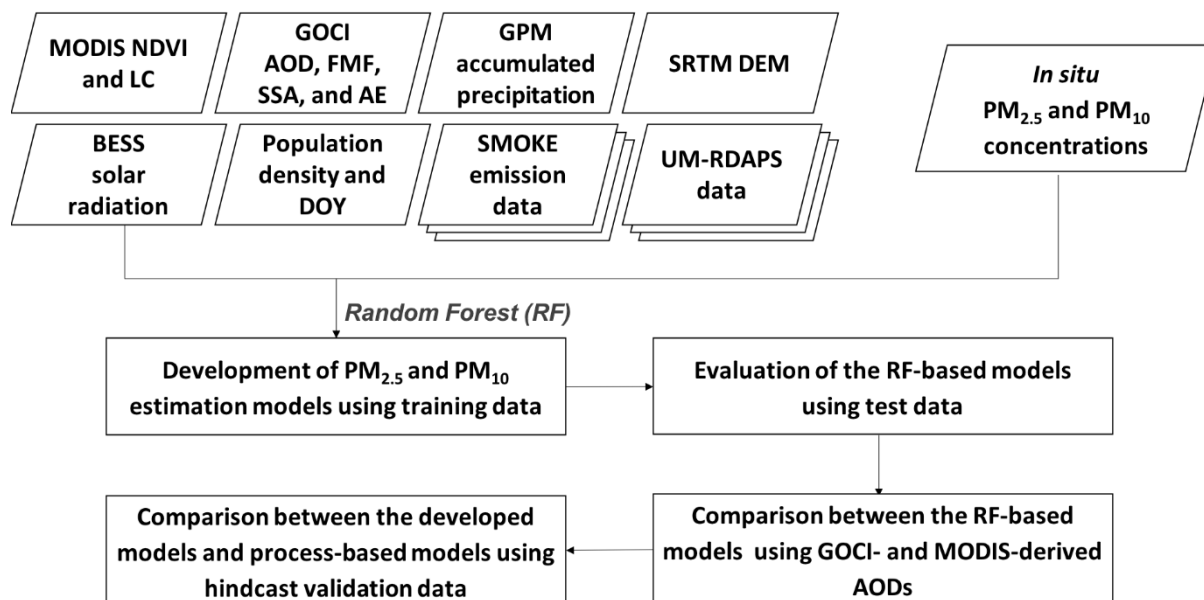 MODIS NDVI
and LC
GOCI
AOD, FMF,
SSA, and AE
GPM
accumulated
precipitation
SRTM DEM
In situ
PM2.5 and PM10
concentrations
BESS
solar
radiation
Population
density and
DOY
SMOKE
emission
data
UM-RDAPS
data
Random Forest (RF)
Development of PM2.5 and PM10
estimation models using training data
Evaluation of the RF-based models
using test data
Comparison between the developed
models and process-based models using
hindcast validation data
Comparison between the RF-based
models using GOCI- and MODIS-derived
AODs